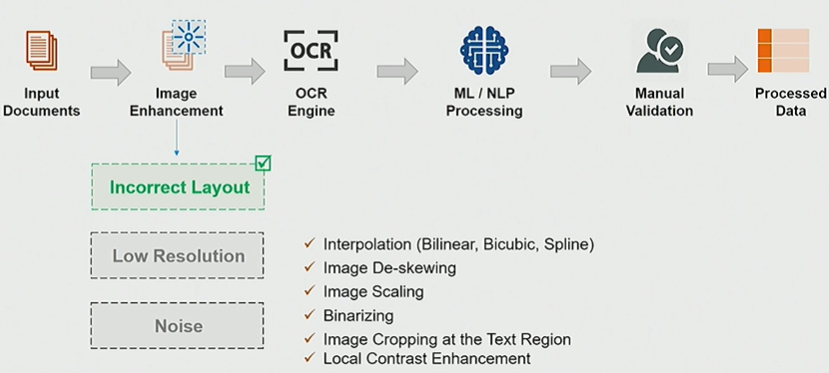 OCR
Input
Documents
Image
Enhancement
OCR
Engine
ML / NLP
Processing
Manual
Validation
Processed
Data
Incorrect Layout
Low Resolution
Noise
Interpolation (Bilinear, Bicubic, Spline)
Image De-skewing
Image Scaling
Binarizing
Image Cropping at the Text Region
Local Contrast Enhancement